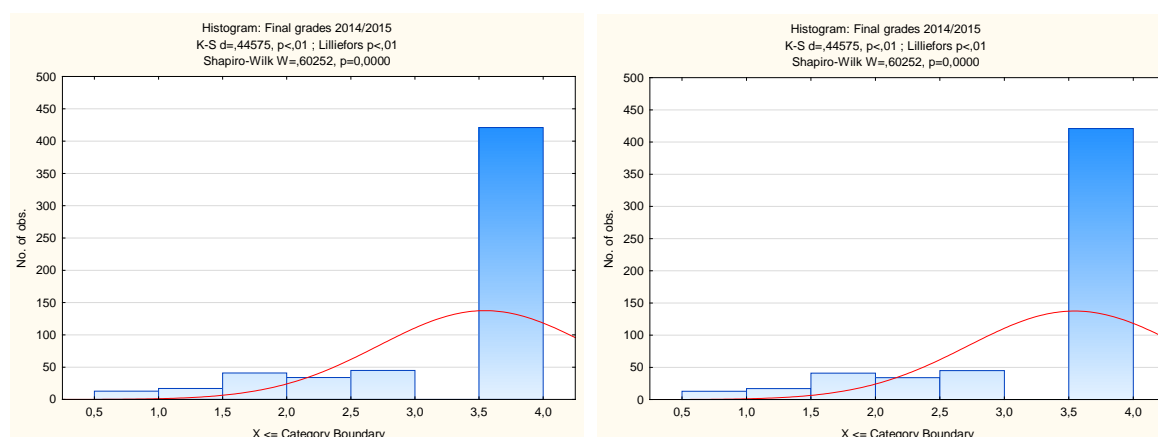 Histogram: Final grades 2014/2015
K-S d=,44575, p<,01 ; Lilliefors p<,01
Shapiro-Wilk W=,60252, p=0,0000
500
450
400
350
300
250
200
150
100
50
0
No. of obs.
0,5 1,0 1,5 2,0 2,5 3,0 3,5 4,0
X <= Category Boundary
Histogram: Final grades 2014/2015
K-S d=,44575, p<,01 ; Lilliefors p<,01
Shapiro-Wilk W=,60252, p=0,0000
500
450
400
350
300
250
200
150
100
50
0
No. of obs.
0,5 1,0 1,5 2,0 2,5 3,0 3,5 4,0
X <= Category Boundary